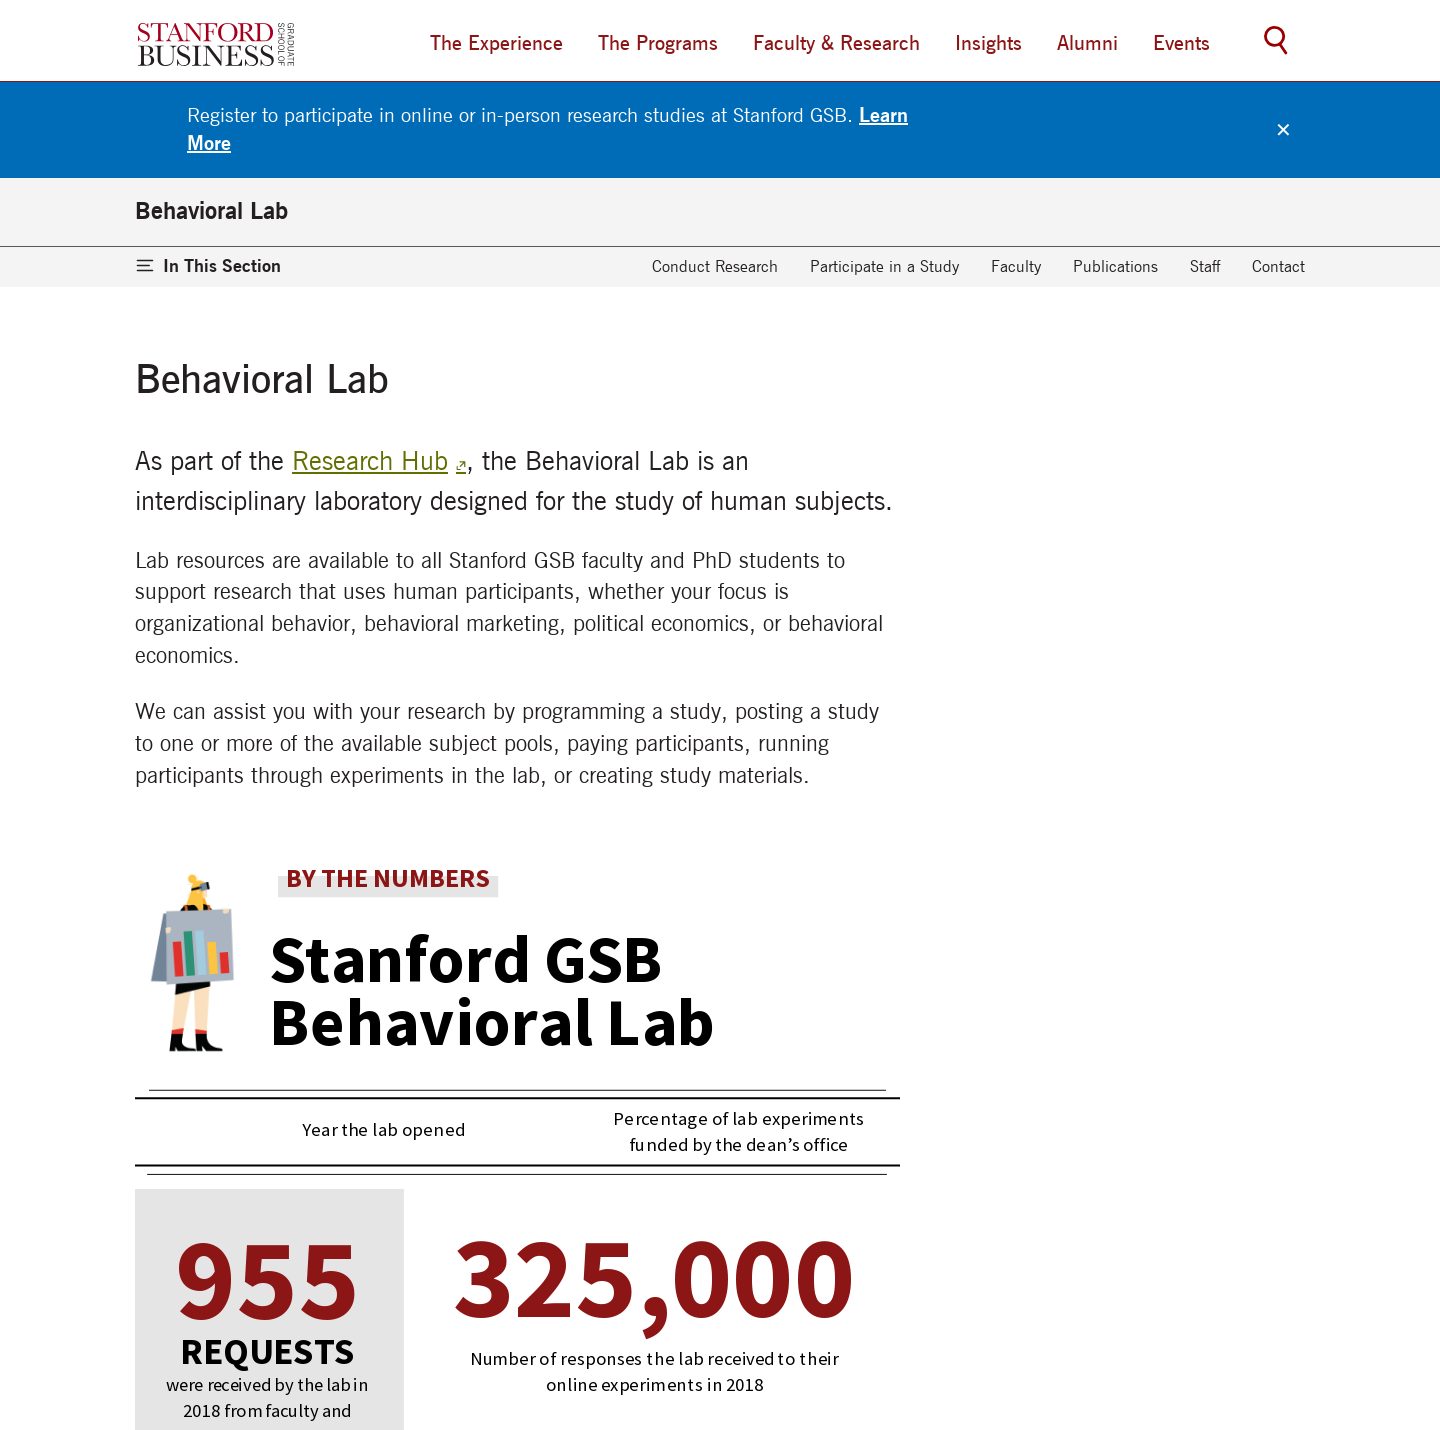 STANFORD
BUSINESS
GRADUATE
SCHOOL OF
The Experience
The Programs
Faculty & Research
Insights
Alumni
Events
Register to participate in online or in-person research studies at Stanford GSB. Learn
More
Behavioral Lab
In This Section
Conduct Research
Participate in a Study
Faculty
Publications
Staff
Contact
Behavioral Lab
As part of the Research Hub, the Behavioral Lab is an
interdisciplinary laboratory designed for the study of human subjects.
Lab resources are available to all Stanford GSB faculty and PhD students to
support research that uses human participants, whether your focus is
organizational behavior, behavioral marketing, political economics, or behavioral
economics.
We can assist you with your research by programming a study, posting a study
to one or more of the available subject pools, paying participants, running
participants through experiments in the lab, or creating study materials.
BY THE NUMBERS
Stanford GSB
Behavioral Lab
Year the lab opened
Percentage of lab experiments
funded by the dean’s office
955
REQUESTS
were received by the lab in
2018 from faculty and
325,000
Number of responses the lab received to their
online experiments in 2018